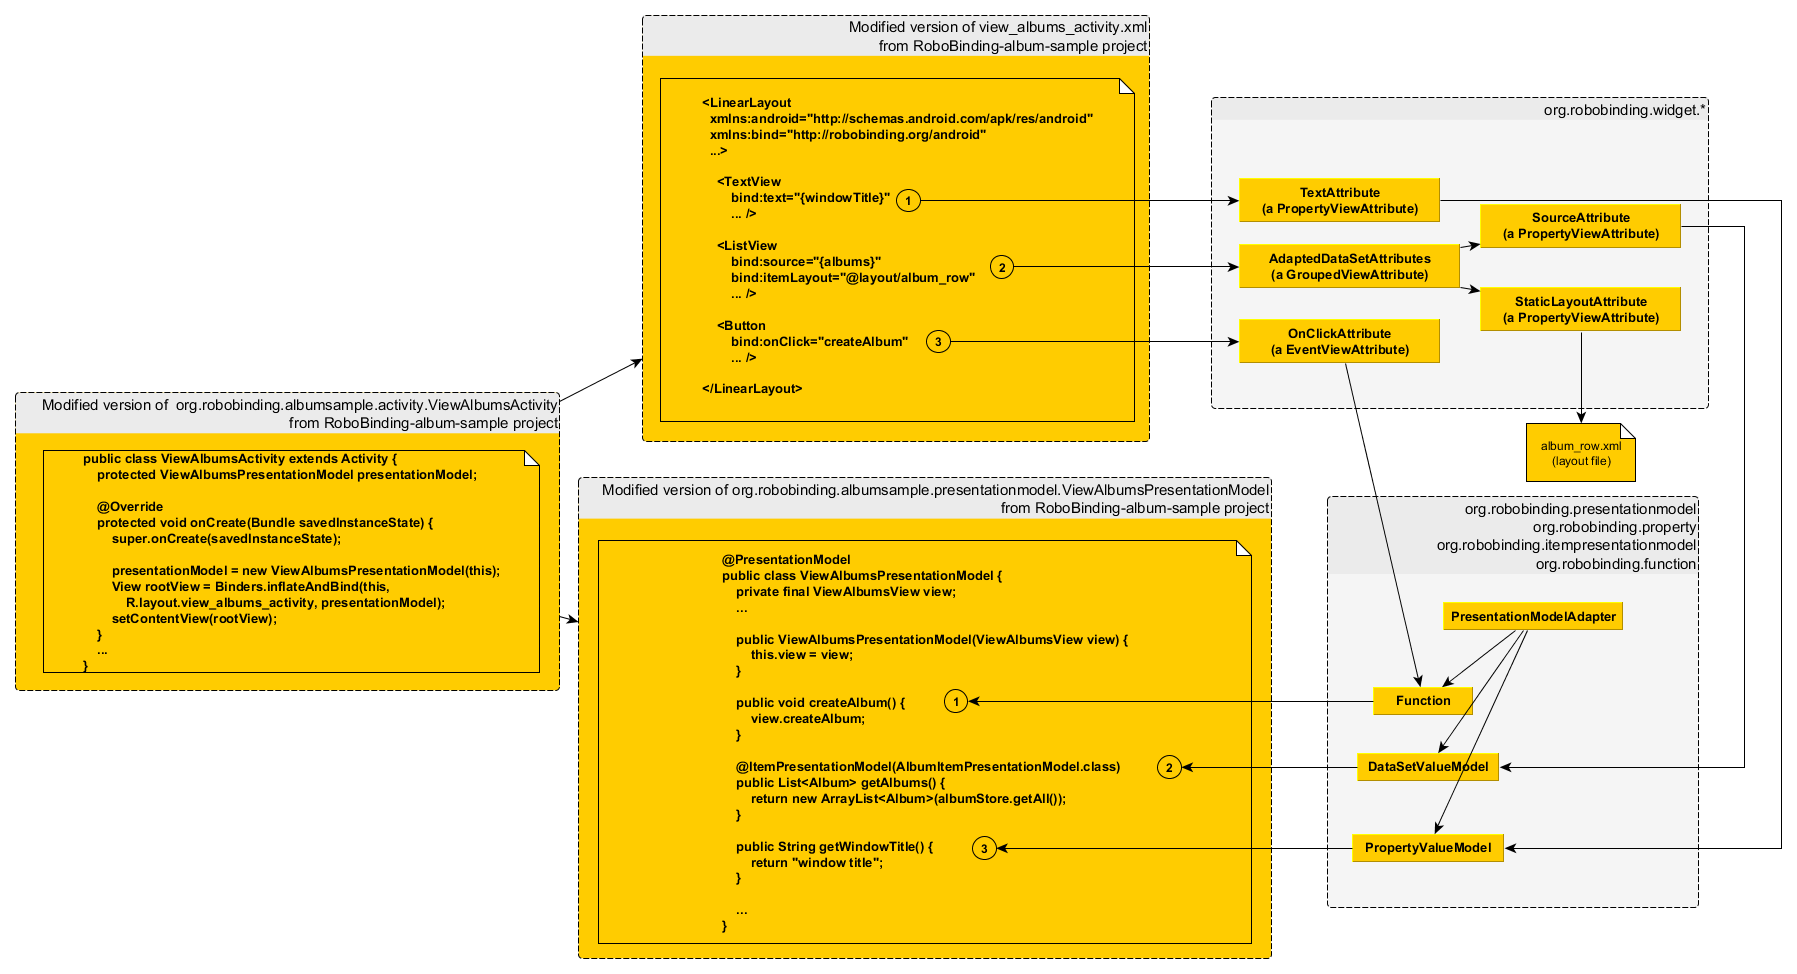 Modified version of view_albums_activity.xml
from RoboBinding-album-sample project
<LinearLayout
xmlns:android="http://schemas.android.com/apk/res/android"
xmlns:bind="http://robobinding.org/android"
...>
<TextView
bind:text="{windowTitle}"
1
... />
<ListView
bind:source="{albums}"
2
bind:itemLayout="@layout/album_row"
... />
<Button
bind:onClick="createAlbum"
3
... />
</LinearLayout>
org.robobinding.widget.*
TextAttribute
(a PropertyViewAttribute)
SourceAttribute
(a PropertyViewAttribute)
AdaptedDataSetAttributes
(a GroupedViewAttribute)
StaticLayoutAttribute
(a PropertyViewAttribute)
OnClickAttribute
(a EventViewAttribute)
album_row.xml
(layout file)
Modified version of  org.robobinding.albumsample.activity.ViewAlbumsActivity
from RoboBinding-album-sample project
public class ViewAlbumsActivity extends Activity {
protected ViewAlbumsPresentationModel presentationModel;
@Override
protected void onCreate(Bundle savedInstanceState) {
super.onCreate(savedInstanceState);
presentationModel = new ViewAlbumsPresentationModel(this);
View rootView = Binders.inflateAndBind(this,
R.layout.view_albums_activity, presentationModel);
setContentView(rootView);
}
...
}
Modified version of org.robobinding.albumsample.presentationmodel.ViewAlbumsPresentationModel
from RoboBinding-album-sample project
@PresentationModel
public class ViewAlbumsPresentationModel {
private final ViewAlbumsView view;
...
public ViewAlbumsPresentationModel(ViewAlbumsView view) {
this.view = view;
}
public void createAlbum() {
1
view.createAlbum;
}
@ItemPresentationModel(AlbumItemPresentationModel.class)
2
public List<Album> getAlbums() {
return new ArrayList<Album>(albumStore.getAll());
}
public String getWindowTitle() {
3
return "window title";
}
...
}
org.robobinding.presentationmodel
org.robobinding.property
org.robobinding.itempresentationmodel
org.robobinding.function
PresentationModelAdapter
Function
DataSetValueModel
PropertyValueModel